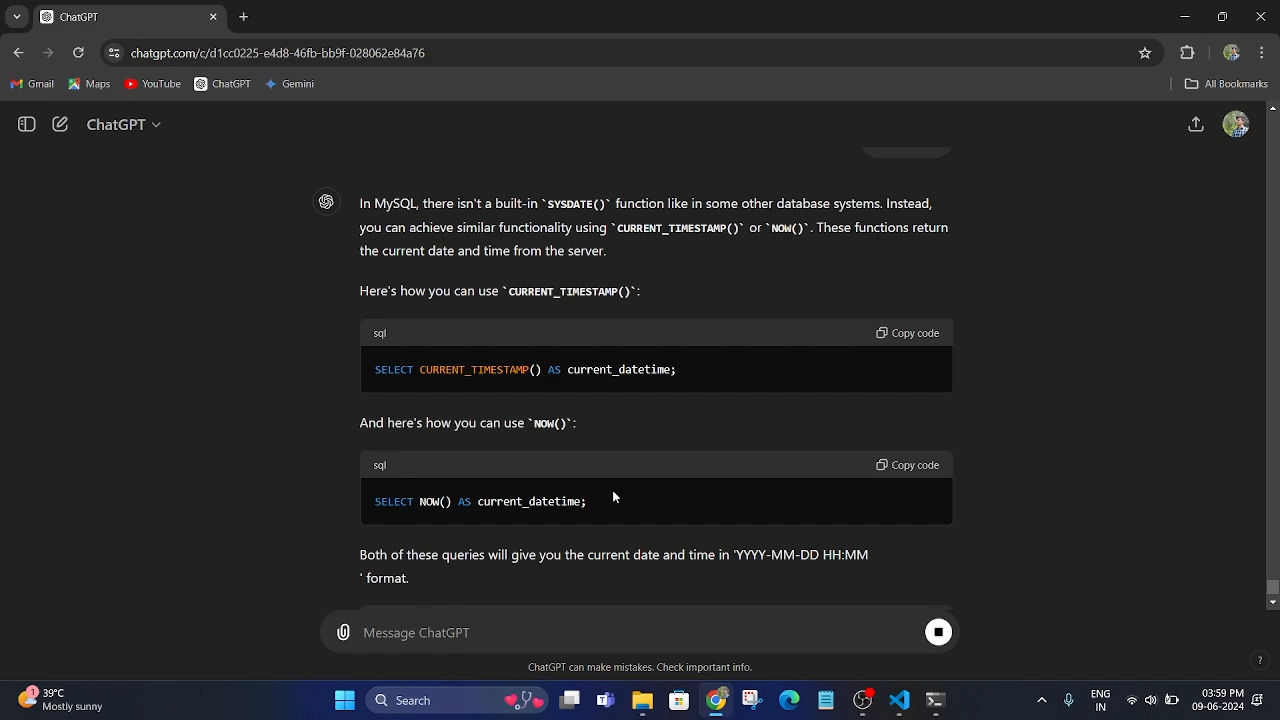 ChatGPT
chatgpt.com/c/d1cc0225-e4d8-46fb-bb9f-028062e84a76
Gmail Maps YouTube ChatGPT Gemini All Bookmarks
ChatGPT
In MySQL, there isn't a built-in `SYSDATE()` function like in some other database systems. Instead,
you can achieve similar functionality using `CURRENT_TIMESTAMP()` or `NOW()`. These functions return
the current date and time from the server.
Here's how you can use `CURRENT_TIMESTAMP()`:
sql Copy code
SELECT CURRENT_TIMESTAMP() AS current_datetime;
And here's how you can use `NOW()`:
sql Copy code
SELECT NOW() AS current_datetime;
Both of these queries will give you the current date and time in 'YYYY-MM-DD HH:MM
' format.
Message ChatGPT
ChatGPT can make mistakes. Check important info.
?
1
39°C
Mostly sunny
Search
ENG
IN
03:59 PM
09-06-2024